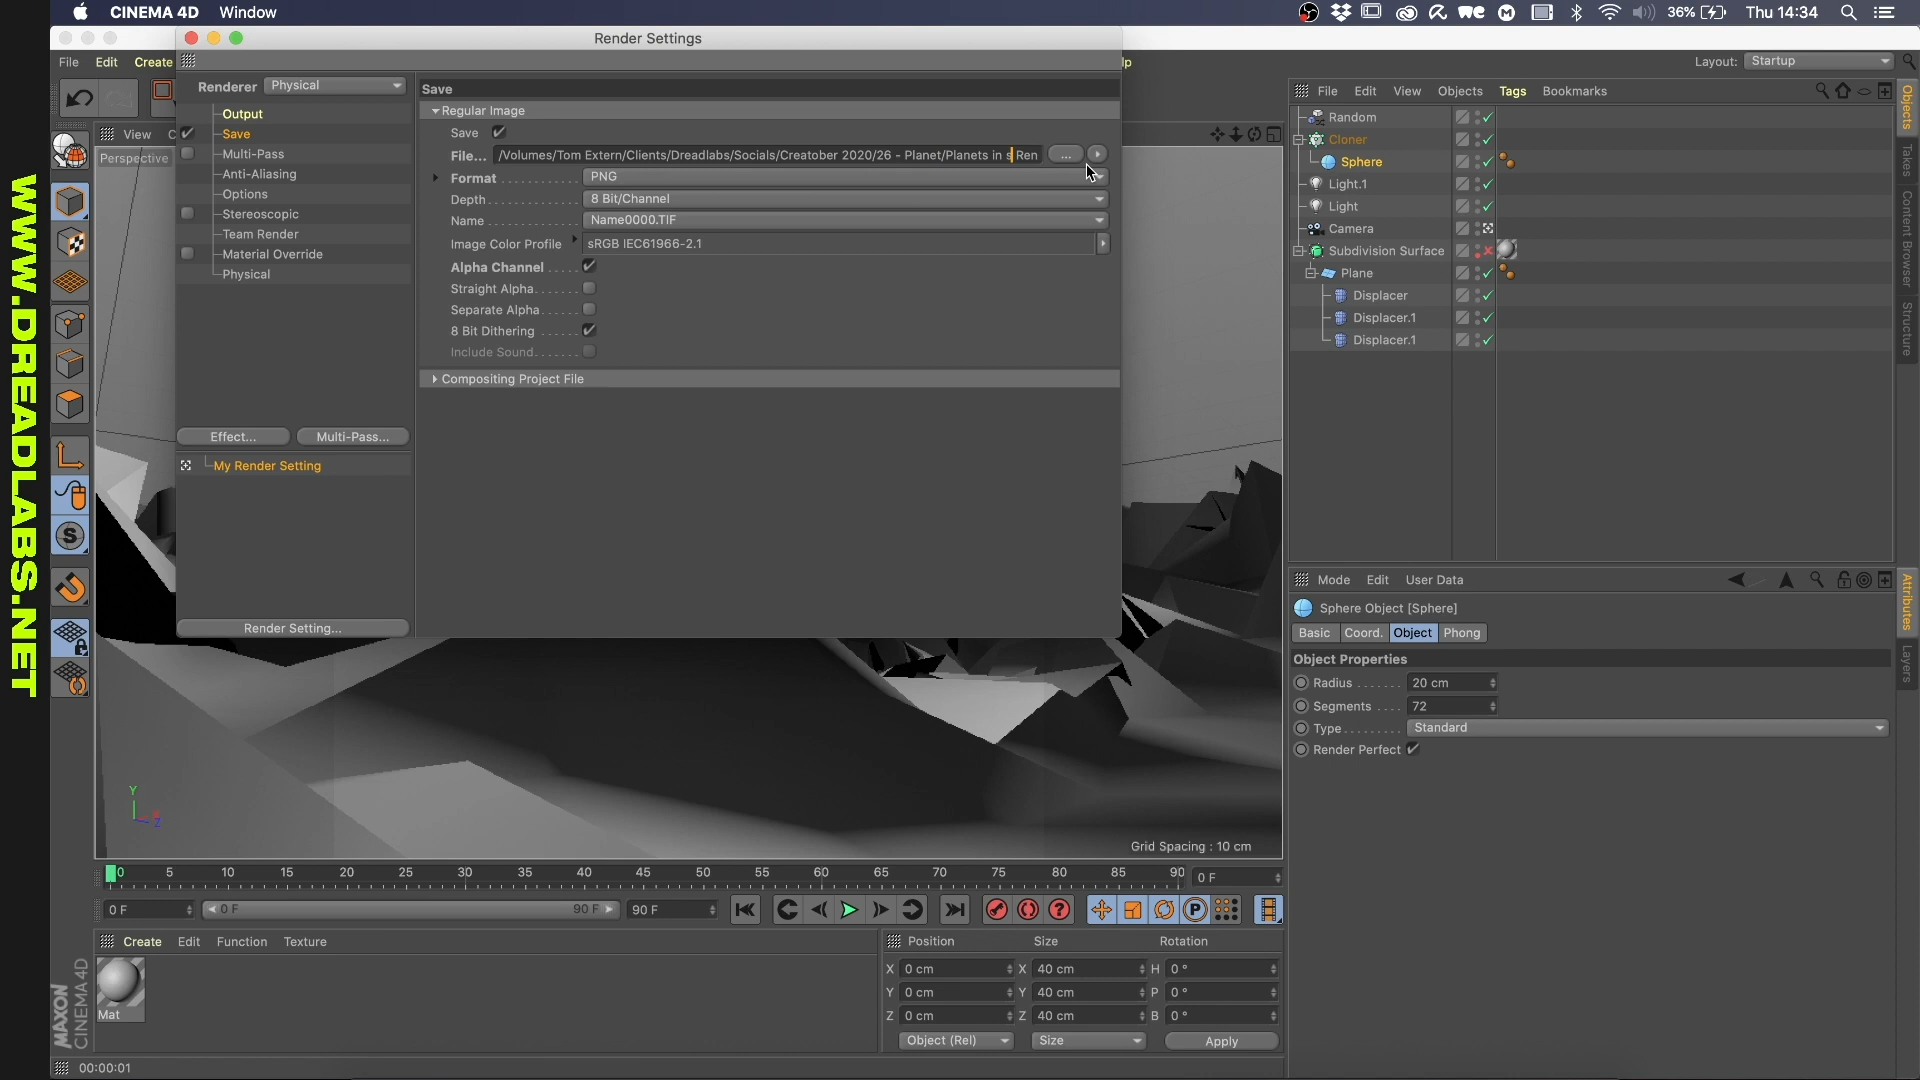 CINEMA 4D Window
36% Thu 14:34
Render Settings
File Edit Create
Layout: Startup
Renderer Physical
Output
Save
Multi-Pass
Anti-Aliasing
Options
Stereoscopic
Team Render
Material Override
Physical
Effect...
Multi-Pass...
My Render Setting
Render Setting...
Save
Regular Image
Save
File... /Volumes/Tom Extern/Clients/Dreadlabs/Socials/Creatober 2020/26 - Planet/Planets in s Ren ...
Format PNG
Depth 8 Bit/Channel
Name Name0000.TIF
Image Color Profile sRGB IEC61966-2.1
Alpha Channel
Straight Alpha
Separate Alpha
8 Bit Dithering
Include Sound
Compositing Project File
View
Perspective
Grid Spacing : 10 cm
Y
Z
File Edit View Objects Tags Bookmarks
Random
Cloner
Sphere
Light.1
Light
Camera
Subdivision Surface
Plane
Displacer
Displacer.1
Displacer.1
Objects
Takes
Content Browser
Structure
Mode Edit User Data
Sphere Object [Sphere]
Basic Coord. Object Phong
Object Properties
Radius 20 cm
Segments 72
Type Standard
Render Perfect
Attributes
Layers
0 5 10 15 20 25 30 35 40 45 50 55 60 65 70 75 80 85 90
0 F
0 F 0 F 90 F 90 F
Create Edit Function Texture
Mat
Position Size Rotation
X 0 cm X 40 cm H 0 °
Y 0 cm Y 40 cm P 0 °
Z 0 cm Z 40 cm B 0 °
Object (Rel) Size Apply
MAXON
CINEMA 4D
00:00:01
WWW.DREADLABS.NET